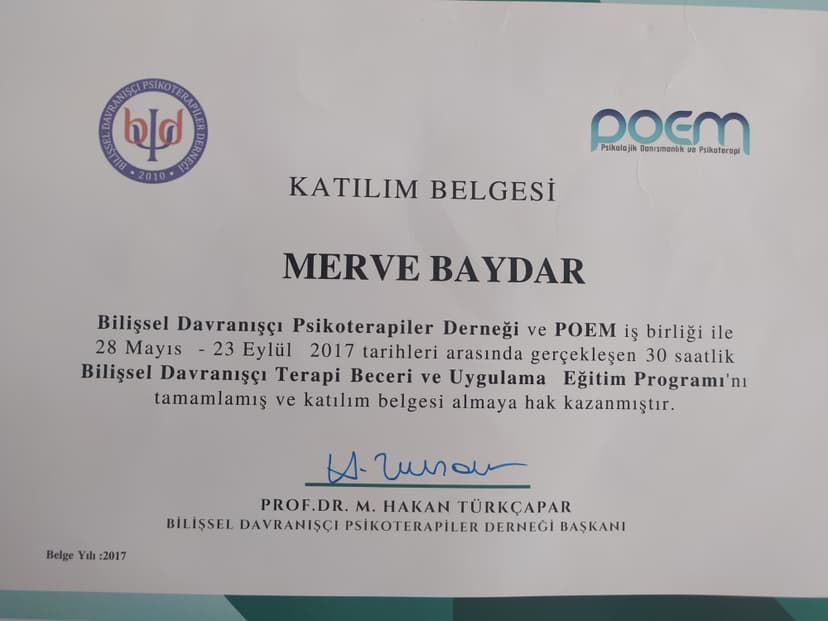 BİLİŞSEL DAVRANIŞÇI PSİKOTERAPİLER DERNEĞİ
bpd
• 2010 •
POEM
Psikolojik Danışmanlık ve Psikoterapi
KATILIM BELGESİ
MERVE BAYDAR
Bilişsel Davranışçı Psikoterapiler Derneği ve POEM iş birliği ile
28 Mayıs - 23 Eylül 2017 tarihleri arasında gerçekleşen 30 saatlik
Bilişsel Davranışçı Terapi Beceri ve Uygulama Eğitim Programı'nı
tamamlamış ve katılım belgesi almaya hak kazanmıştır.
PROF.DR. M. HAKAN TÜRKÇAPAR
BİLİŞSEL DAVRANIŞÇI PSİKOTERAPİLER DERNEĞİ BAŞKANI
Belge Yılı :2017